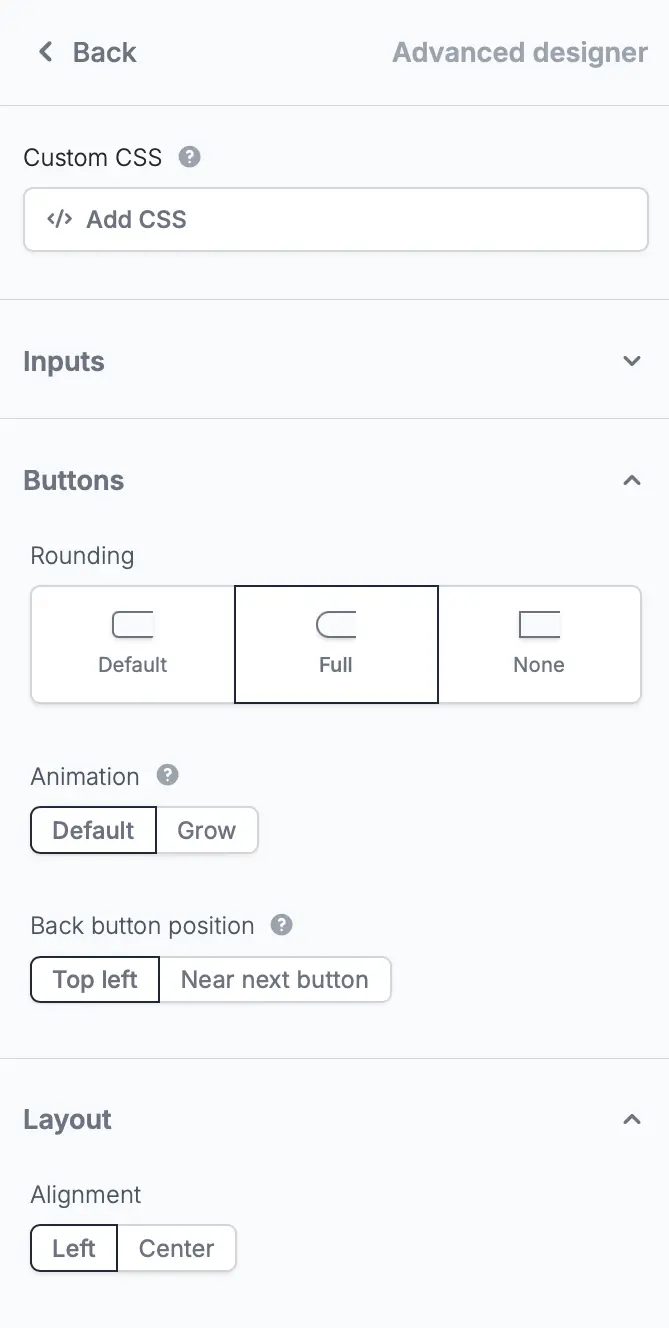 Back Advanced designer
Custom CSS ?
</> Add CSS
Inputs
Buttons
Rounding
Default Full None
Animation ?
Default Grow
Back button position ?
Top left Near next button
Layout
Alignment
Left Center